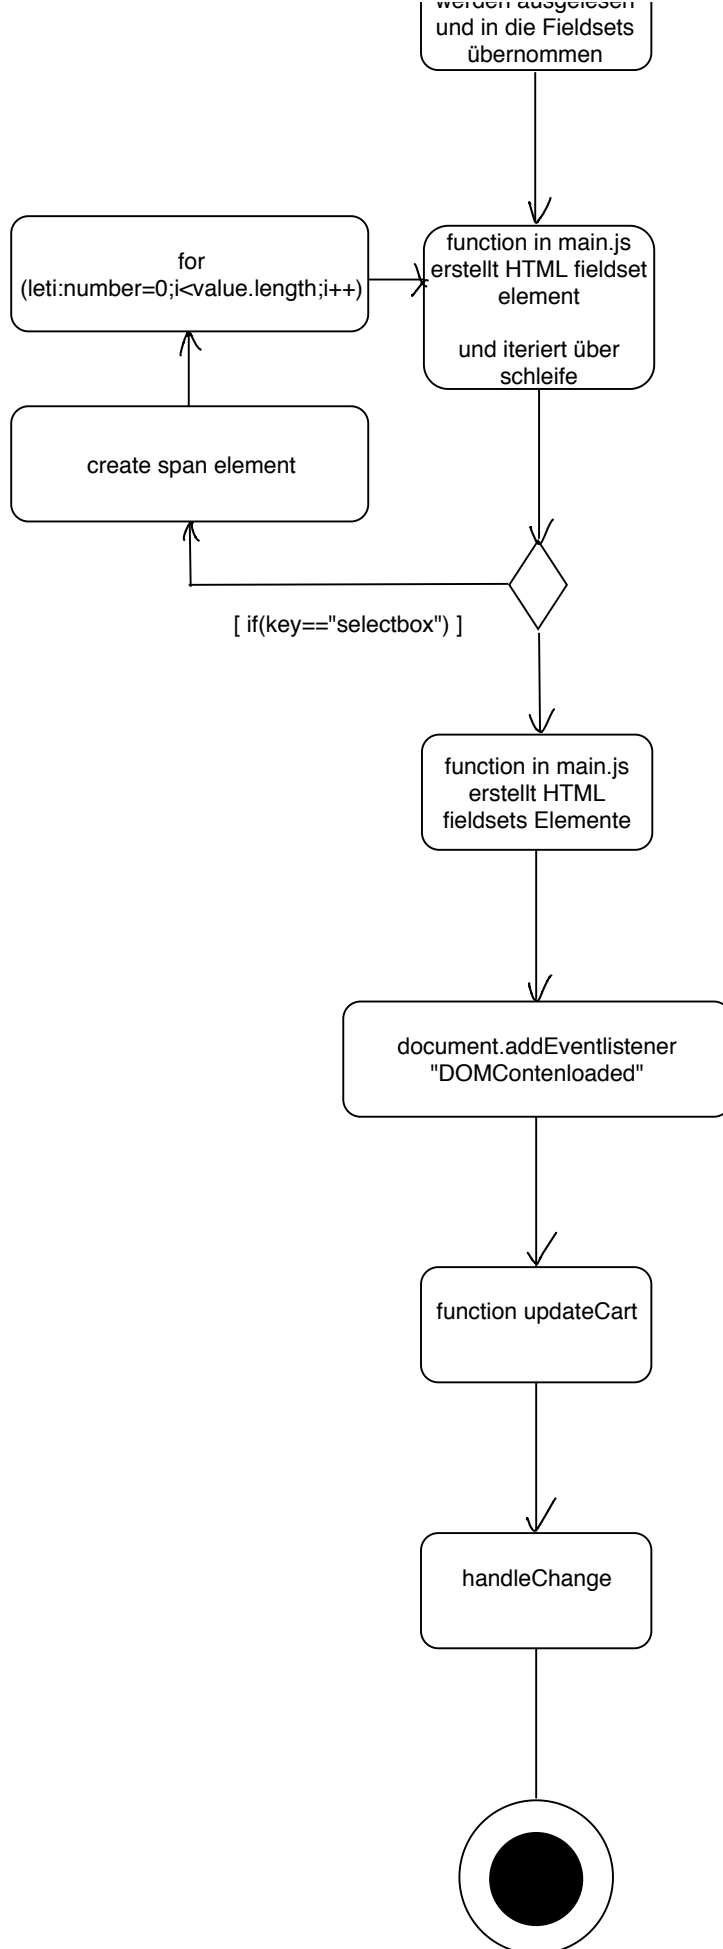 werden ausgelesen
und in die Fieldsets
übernommen
function in main.js
erstellt HTML fieldset
element
und iteriert über
schleife
for
(leti:number=0;i<value.length;i++)
create span element
[ if(key=="selectbox") ]
function in main.js
erstellt HTML
fieldsets Elemente
document.addEventlistener
"DOMContenloaded"
function updateCart
handleChange